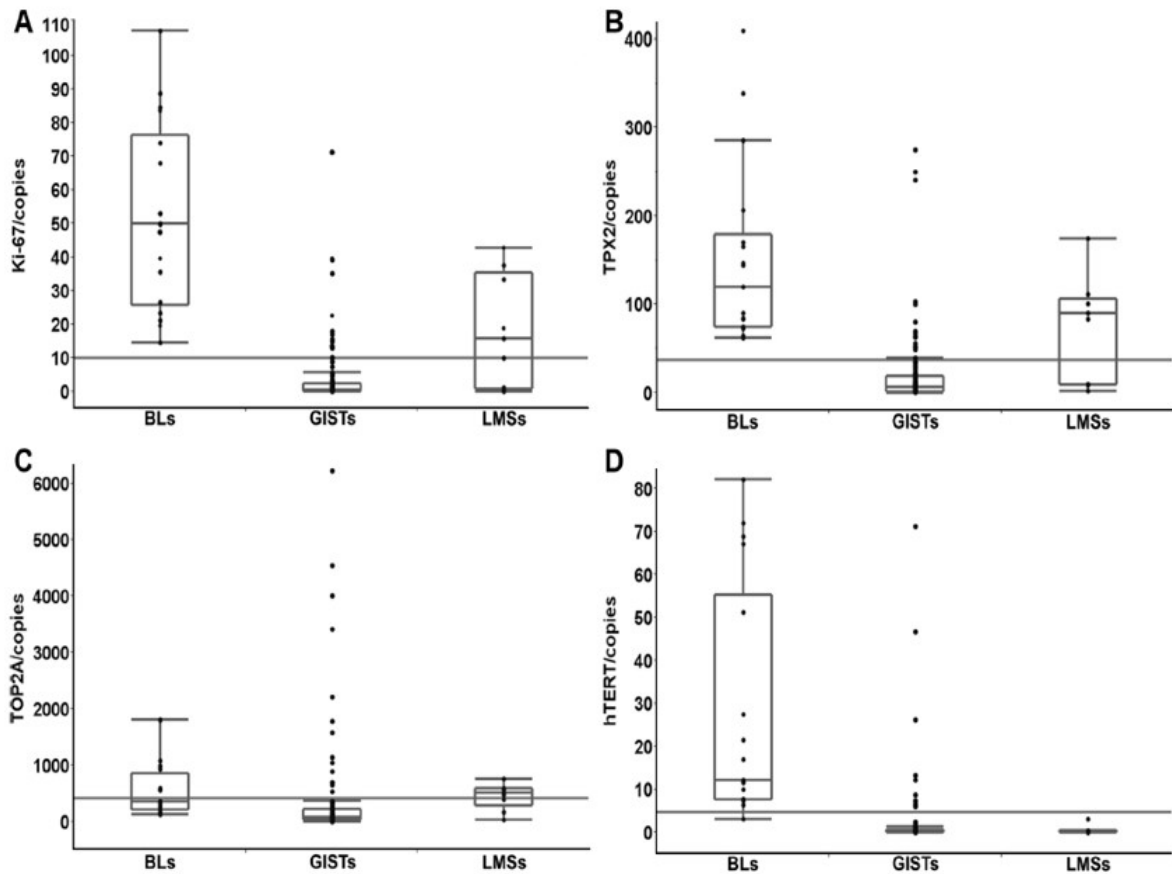 A
Ki-67/copies
110
100
90
80
70
60
50
40
30
20
10
0
BLs GISTs LMSs
B
TPX2/copies
400
300
200
100
0
BLs GISTs LMSs
C
TOP2A/copies
6000
5000
4000
3000
2000
1000
0
BLs GISTs LMSs
D
hTERT/copies
80
70
60
50
40
30
20
10
0
BLs GISTs LMSs